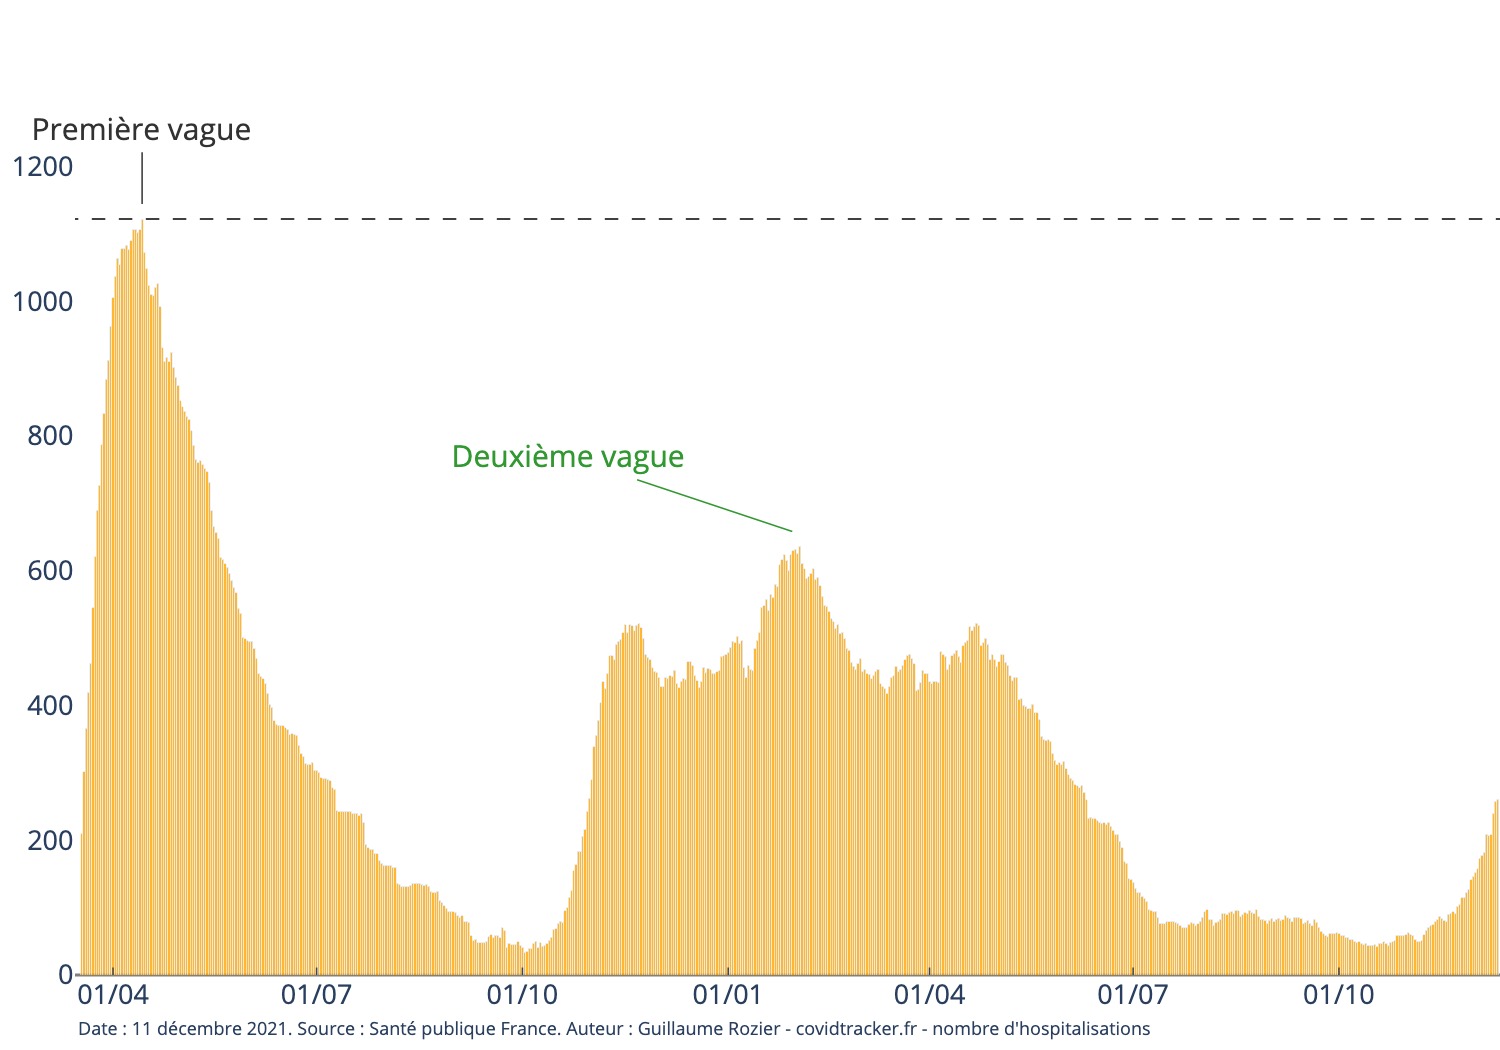 Première vague
1200
1000
800
Deuxième vague
600
400
200
0
01/04 01/07 01/10 01/01 01/04 01/07 01/10
Date : 11 décembre 2021. Source : Santé publique France. Auteur : Guillaume Rozier - covidtracker.fr - nombre d'hospitalisations